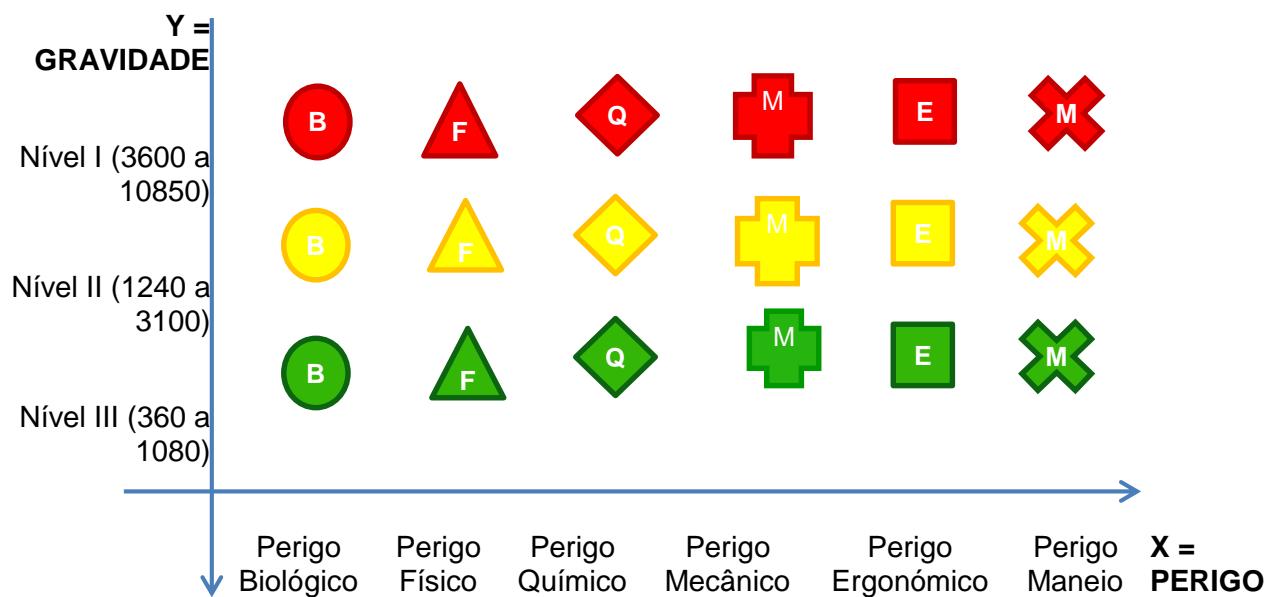 Y =
GRAVIDADE
B F Q M E M
Nível I (3600 a
10850)
B F Q M E M
Nível II (1240 a
3100)
B F Q M E M
Nível III (360 a
1080)
Perigo Perigo Perigo Perigo Perigo Perigo X =
Biológico Físico Químico Mecânico Ergonómico Maneio PERIGO